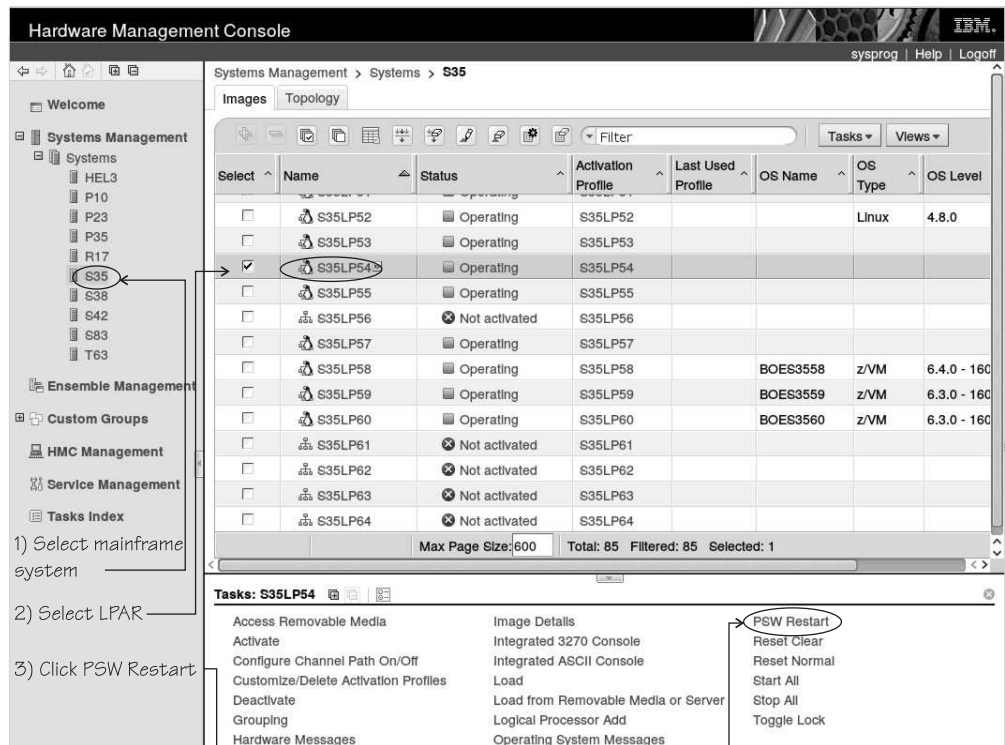 Hardware Management Console
IBM.
sysprog | Help | Logoff
Systems Management > Systems > S35
Images Topology
Welcome
Systems Management
Systems
HEL3
P10
P23
P35
R17
S35
S38
S42
S83
T63
Ensemble Management
Custom Groups
HMC Management
Service Management
Tasks Index
1) Select mainframe
system
2) Select LPAR
3) Click PSW Restart
Filter Tasks Views
Select Name Status Activation Profile Last Used Profile OS Name OS Type OS Level
S35LP52 Operating S35LP52 Linux 4.8.0
S35LP53 Operating S35LP53
S35LP54 Operating S35LP54
S35LP55 Operating S35LP55
S35LP56 Not activated S35LP56
S35LP57 Operating S35LP57
S35LP58 Operating S35LP58 BOES3558 z/VM 6.4.0 - 160
S35LP59 Operating S35LP59 BOES3559 z/VM 6.3.0 - 160
S35LP60 Operating S35LP60 BOES3560 z/VM 6.3.0 - 160
S35LP61 Not activated S35LP61
S35LP62 Not activated S35LP62
S35LP63 Not activated S35LP63
S35LP64 Not activated S35LP64
Max Page Size: 600 Total: 85 Filtered: 85 Selected: 1
Tasks: S35LP54
Access Removable Media
Activate
Configure Channel Path On/Off
Customize/Delete Activation Profiles
Deactivate
Grouping
Hardware Messages
Image Details
Integrated 3270 Console
Integrated ASCII Console
Load
Load from Removable Media or Server
Logical Processor Add
Operating System Messages
PSW Restart
Reset Clear
Reset Normal
Start All
Stop All
Toggle Lock